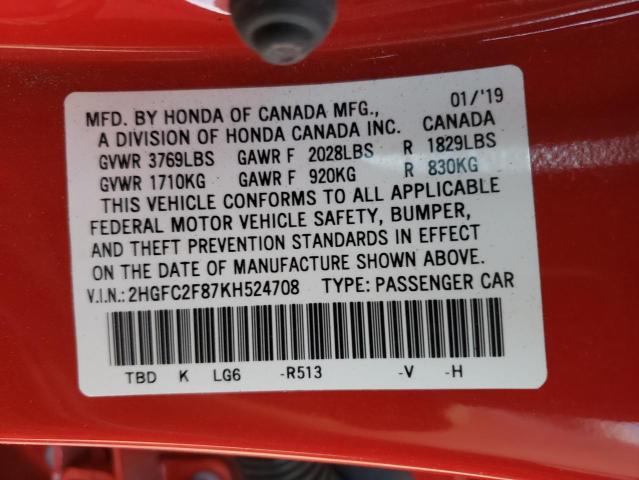 MFD. BY HONDA OF CANADA MFG., 01/'19
A DIVISION OF HONDA CANADA INC. CANADA
GVWR 3769LBS GAWR F 2028LBS R 1829LBS
GVWR 1710KG GAWR F 920KG R 830KG
THIS VEHICLE CONFORMS TO ALL APPLICABLE
FEDERAL MOTOR VEHICLE SAFETY, BUMPER,
AND THEFT PREVENTION STANDARDS IN EFFECT
ON THE DATE OF MANUFACTURE SHOWN ABOVE.
V.I.N.: 2HGFC2F87KH524708 TYPE: PASSENGER CAR
TBD K LG6 -R513 -V -H